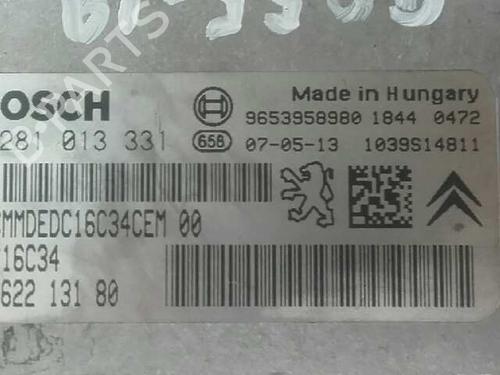 OSCH
Made in Hungary
9653958980 1844 0472
281 013 331 658 07-05-13 1039S14811
MMDEDC16C34CEM 00
16C34
622 131 80